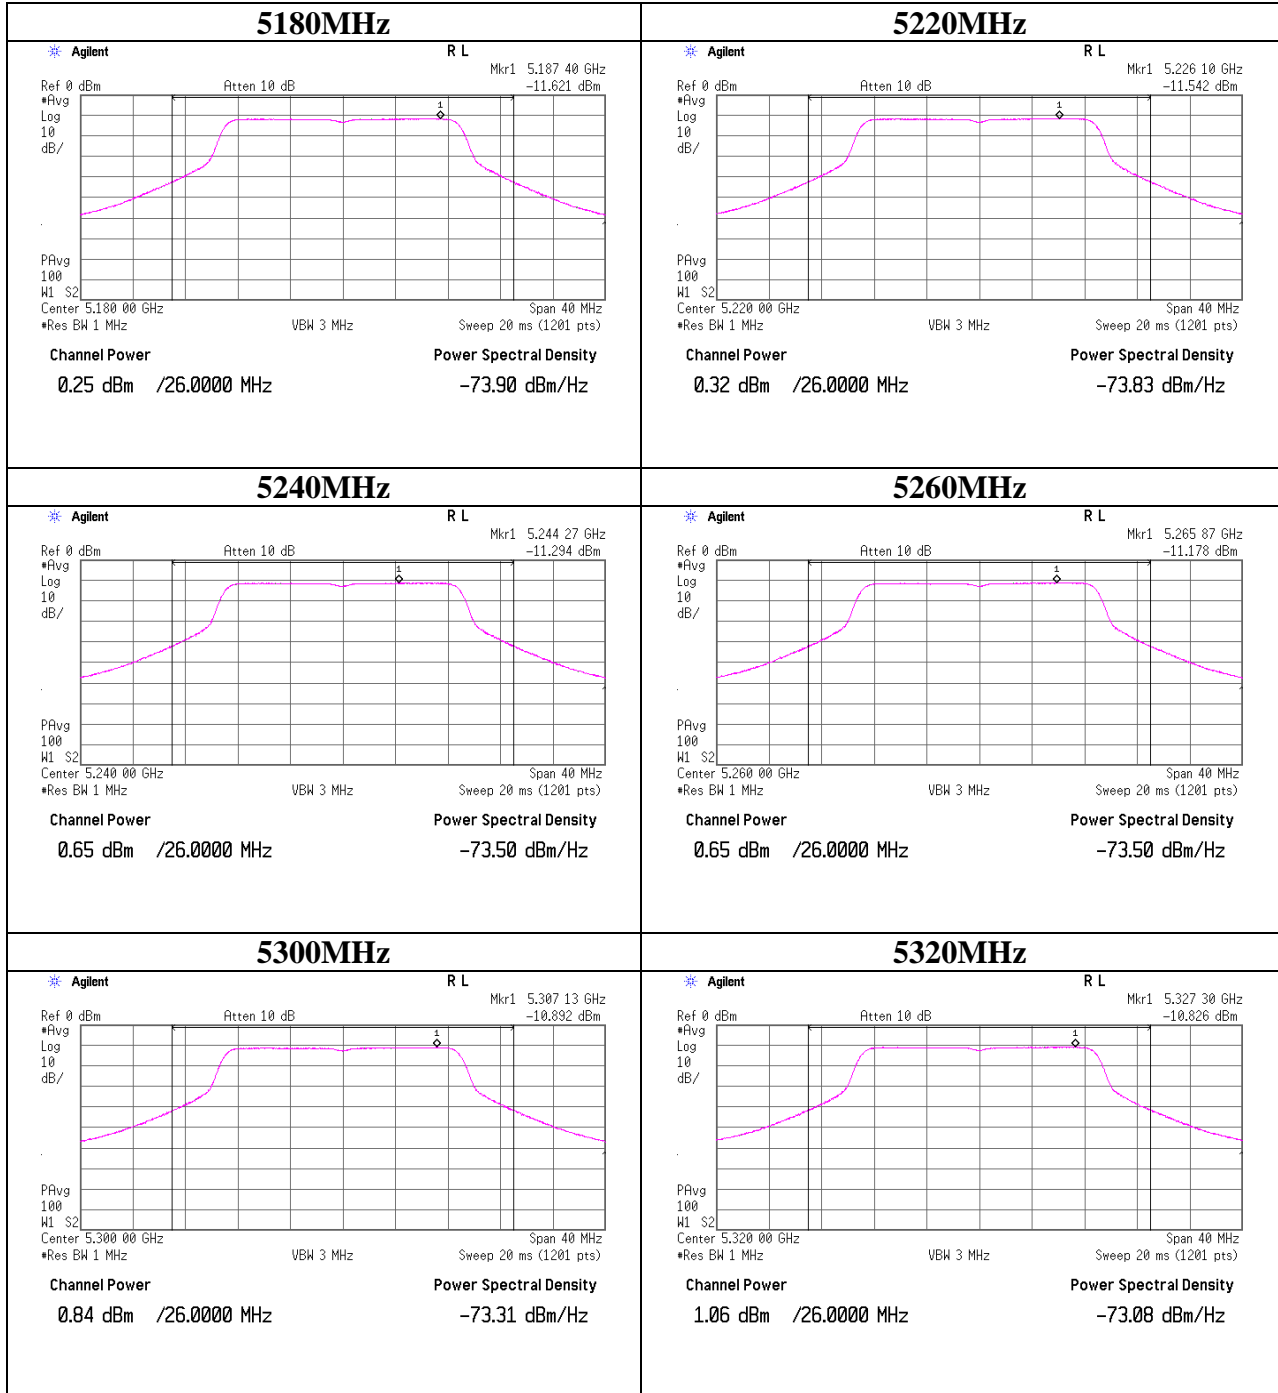 5180MHz
Agilent R L
Mkr1 5.187 40 GHz
Ref 0 dBm Atten 10 dB -11.621 dBm
#Avg
Log
10
dB/
1
PAvg
100
W1 S2
Center 5.180 00 GHz Span 40 MHz
#Res BW 1 MHz VBW 3 MHz Sweep 20 ms (1201 pts)
Channel Power Power Spectral Density
0.25 dBm /26.0000 MHz -73.90 dBm/Hz
5220MHz
Agilent R L
Mkr1 5.226 10 GHz
Ref 0 dBm Atten 10 dB -11.542 dBm
#Avg
Log
10
dB/
1
PAvg
100
W1 S2
Center 5.220 00 GHz Span 40 MHz
#Res BW 1 MHz VBW 3 MHz Sweep 20 ms (1201 pts)
Channel Power Power Spectral Density
0.32 dBm /26.0000 MHz -73.83 dBm/Hz
5240MHz
Agilent R L
Mkr1 5.244 27 GHz
Ref 0 dBm Atten 10 dB -11.294 dBm
#Avg
Log
10
dB/
1
PAvg
100
W1 S2
Center 5.240 00 GHz Span 40 MHz
#Res BW 1 MHz VBW 3 MHz Sweep 20 ms (1201 pts)
Channel Power Power Spectral Density
0.65 dBm /26.0000 MHz -73.50 dBm/Hz
5260MHz
Agilent R L
Mkr1 5.265 87 GHz
Ref 0 dBm Atten 10 dB -11.178 dBm
#Avg
Log
10
dB/
1
PAvg
100
W1 S2
Center 5.260 00 GHz Span 40 MHz
#Res BW 1 MHz VBW 3 MHz Sweep 20 ms (1201 pts)
Channel Power Power Spectral Density
0.65 dBm /26.0000 MHz -73.50 dBm/Hz
5300MHz
Agilent R L
Mkr1 5.307 13 GHz
Ref 0 dBm Atten 10 dB -10.892 dBm
#Avg
Log
10
dB/
1
PAvg
100
W1 S2
Center 5.300 00 GHz Span 40 MHz
#Res BW 1 MHz VBW 3 MHz Sweep 20 ms (1201 pts)
Channel Power Power Spectral Density
0.84 dBm /26.0000 MHz -73.31 dBm/Hz
5320MHz
Agilent R L
Mkr1 5.327 30 GHz
Ref 0 dBm Atten 10 dB -10.826 dBm
#Avg
Log
10
dB/
1
PAvg
100
W1 S2
Center 5.320 00 GHz Span 40 MHz
#Res BW 1 MHz VBW 3 MHz Sweep 20 ms (1201 pts)
Channel Power Power Spectral Density
1.06 dBm /26.0000 MHz -73.08 dBm/Hz